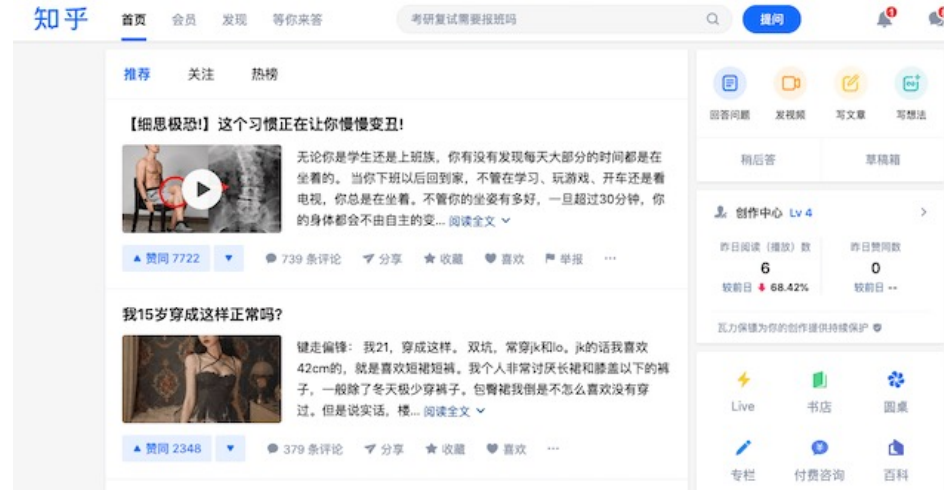 知乎 首页 会员 发现 等你来答 考研复试需要报班吗 提问 1
推荐 关注 热榜
【细思极恐!】这个习惯正在让你慢慢变丑!
无论你是学生还是上班族，你有没有发现每天大部分的时间都是在
坐着的。 当你下班以后回到家，不管在学习、玩游戏、开车还是看
电视，你总是在坐着。不管你的坐姿有多好，一旦超过30分钟，你
的身体都会不由自主的变... 阅读全文
赞同 7722 739 条评论 分享 收藏 喜欢 举报 ...
我15岁穿成这样正常吗?
键走偏锋： 我21，穿成这样。 双坑，常穿jk和lo。jk的话我喜欢
42cm的，就是喜欢短裙短裤。我个人非常讨厌长裙和膝盖以下的裤
子，一般除了冬天极少穿裤子。包臀裙我倒是不怎么喜欢没有穿
过。但是说实话，楼... 阅读全文
赞同 2348 379 条评论 分享 收藏 喜欢 ...
回答问题 发视频 写文章 写想法
稍后答 草稿箱
创作中心 Lv 4
昨日阅读（播放）数 昨日赞同数
6 0
较前日 68.42% 较前日 --
瓦力保镖为你的创作提供持续保护
Live 书店 圆桌
专栏 付费咨询 百科